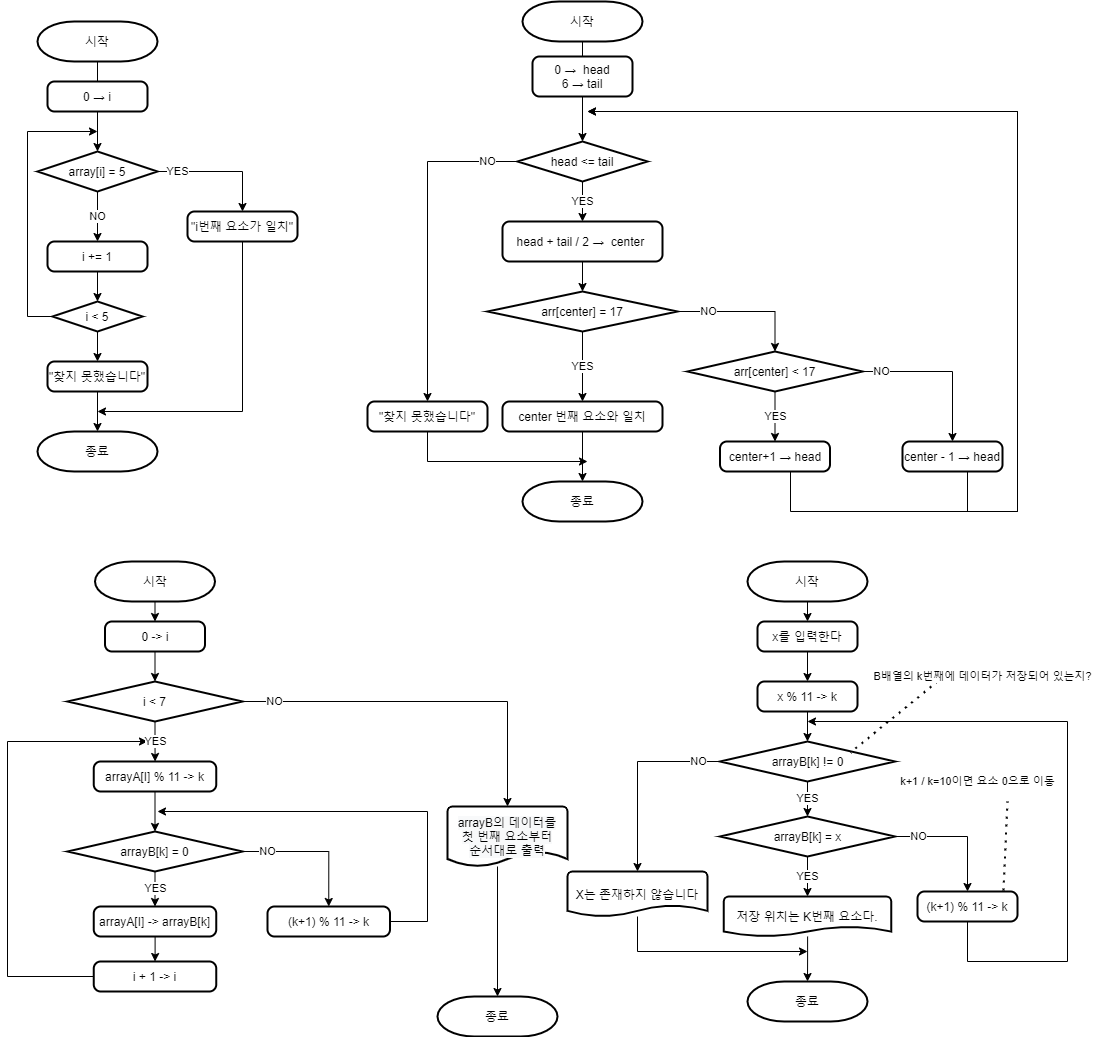 시작
0 → i
array[i] = 5
YES
NO
"i번째 요소가 일치"
i += 1
i < 5
"찾지 못했습니다"
종료
시작
0 → head
6 → tail
head <= tail
NO
YES
head + tail / 2 → center
arr[center] = 17
NO
YES
arr[center] < 17
NO
YES
"찾지 못했습니다"
center 번째 요소와 일치
center+1 → head
center - 1 → head
종료
시작
0 -> i
i < 7
NO
YES
arrayA[I] % 11 -> k
arrayB[k] = 0
NO
YES
arrayA[I] -> arrayB[k]
(k+1) % 11 -> k
i + 1 -> i
arrayB의 데이터를
첫 번째 요소부터
순서대로 출력
종료
시작
x를 입력한다
x % 11 -> k
B배열의 k번째에 데이터가 저장되어 있는지?
arrayB[k] != 0
NO
YES
k+1 / k=10이면 요소 0으로 이동
arrayB[k] = x
NO
YES
X는 존재하지 않습니다
저장 위치는 K번째 요소다.
(k+1) % 11 -> k
종료